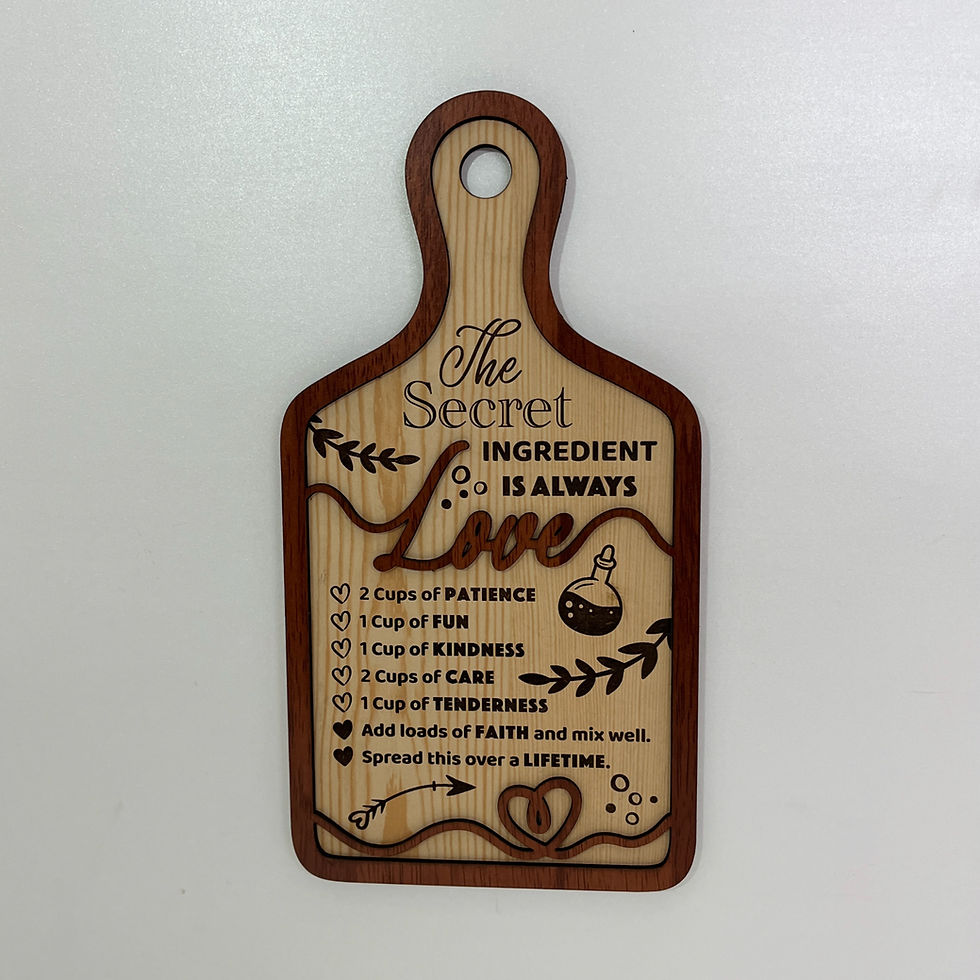 The
Secret
INGREDIENT
IS ALWAYS
Love
2 Cups of PATIENCE
1 Cup of FUN
1 Cup of KINDNESS
2 Cups of CARE
1 Cup of TENDERNESS
Add loads of FAITH and mix well.
Spread this over a LIFETIME.